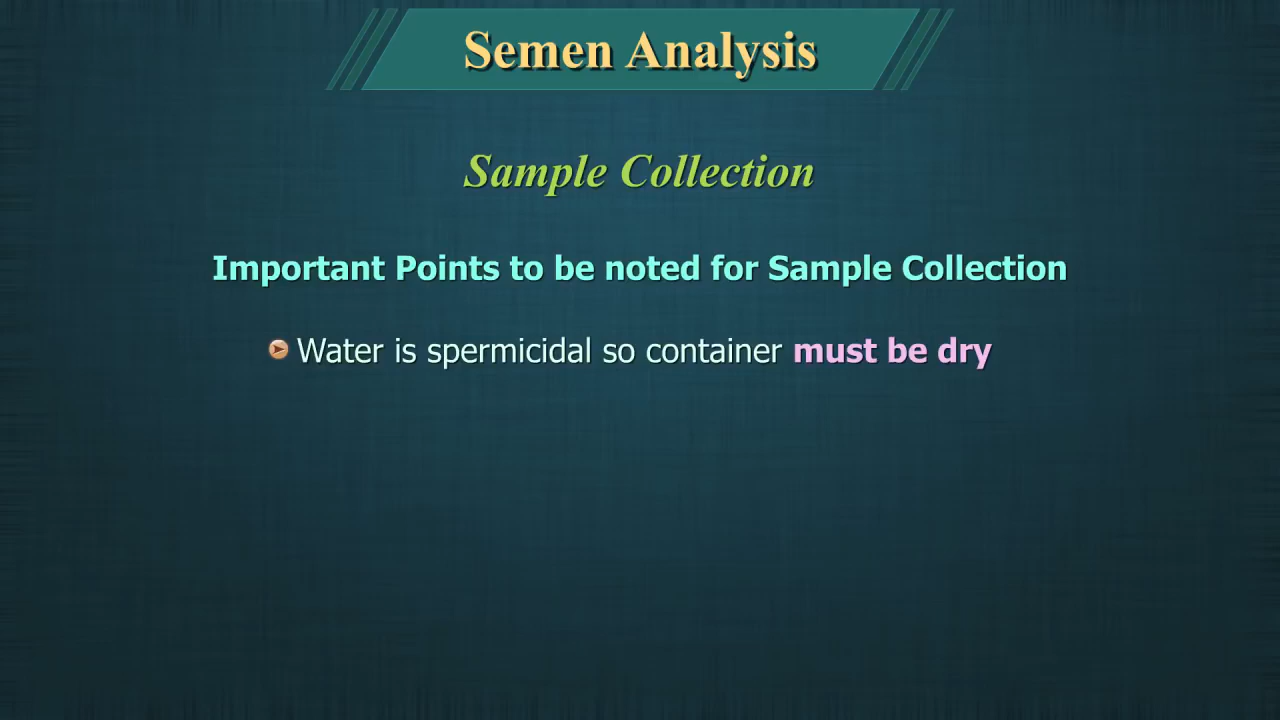 Semen Analysis
Sample Collection
Important Points to be noted for Sample Collection
Water is spermicidal so container must be dry